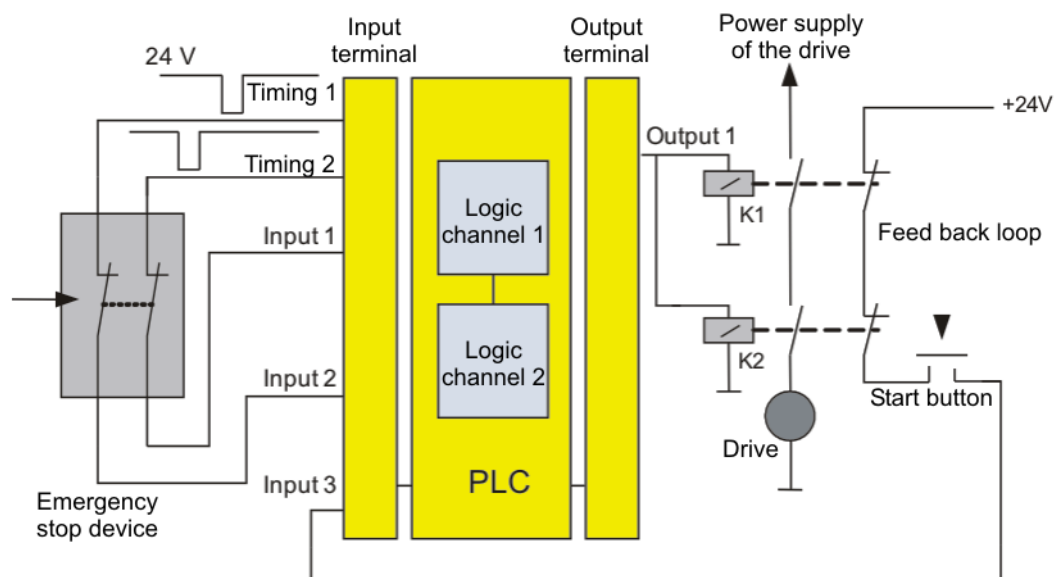 Input
terminal
Output
terminal
Power supply
of the drive
24 V
Timing 1
+24V
Output 1
Timing 2
Logic
channel 1
K1
Input 1
Feed back loop
Logic
channel 2
K2
Input 2
Start button
Drive
Input 3
PLC
Emergency
stop device